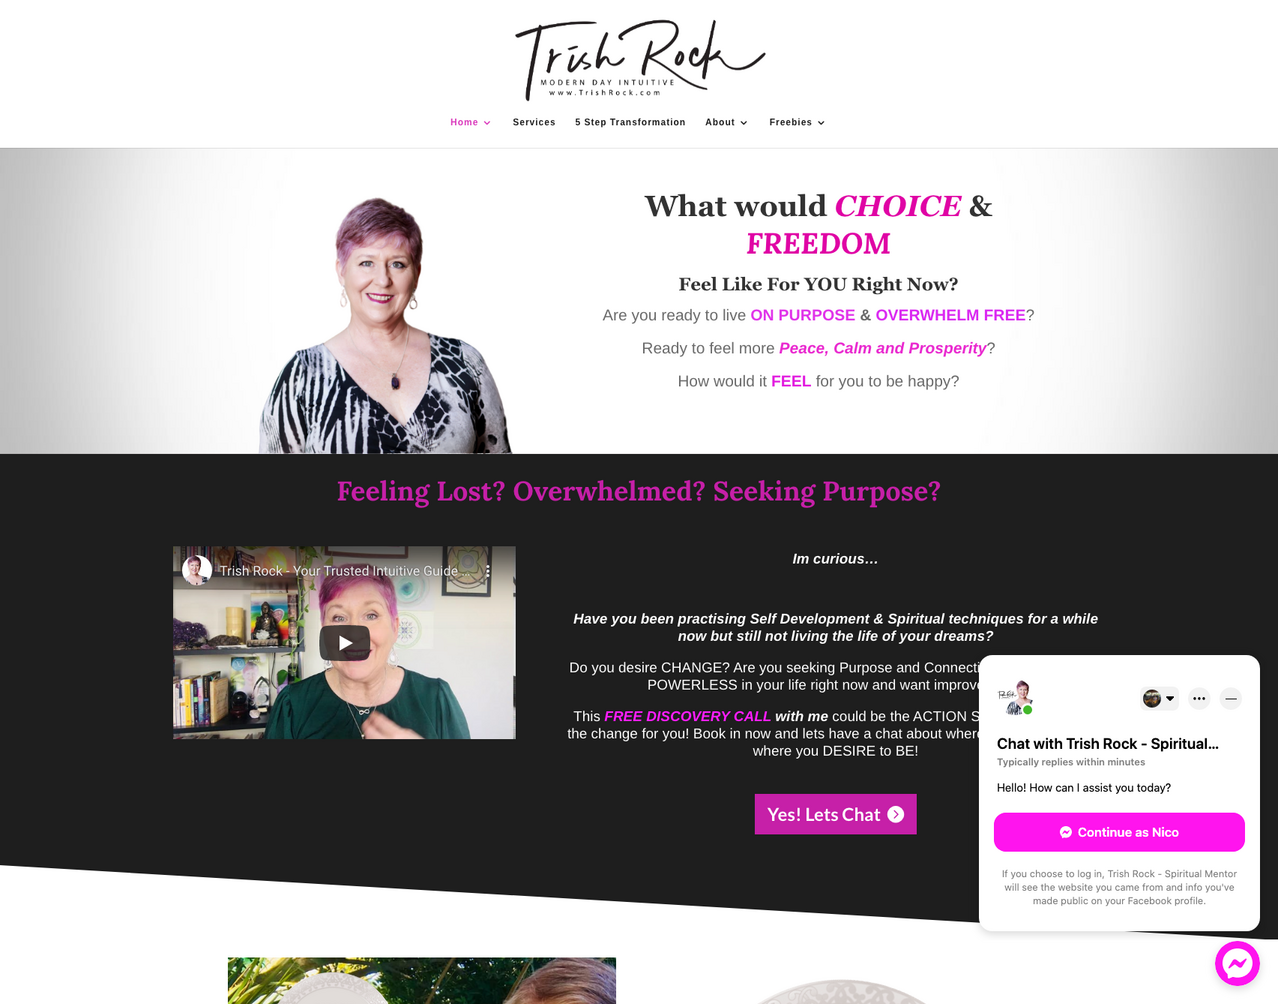 Trish Rock
MODERN DAY INTUITIVE
www.TrishRock.com
Home
Services
5 Step Transformation
About
Freebies
What would CHOICE &
FREEDOM
Feel Like For YOU Right Now?
Are you ready to live ON PURPOSE & OVERWHELM FREE?
Ready to feel more Peace, Calm and Prosperity?
How would it FEEL for you to be happy?
Feeling Lost? Overwhelmed? Seeking Purpose?
Trish Rock - Your Trusted Intuitive Guide ...
Im curious…
Have you been practising Self Development & Spiritual techniques for a while
now but still not living the life of your dreams?
Do you desire CHANGE? Are you seeking Purpose and
POWERLESS in your life right now and want
This FREE DISCOVERY CALL with me could be the ACTION
the change for you! Book in now and lets have a chat about
where you DESIRE to BE!
Yes! Lets Chat
Chat with Trish Rock - Spiritual...
Typically replies within minutes
Hello! How can I assist you today?
Continue as Nico
If you choose to log in, Trish Rock - Spiritual Mentor
will see the website you came from and info you've
made public on your Facebook profile.